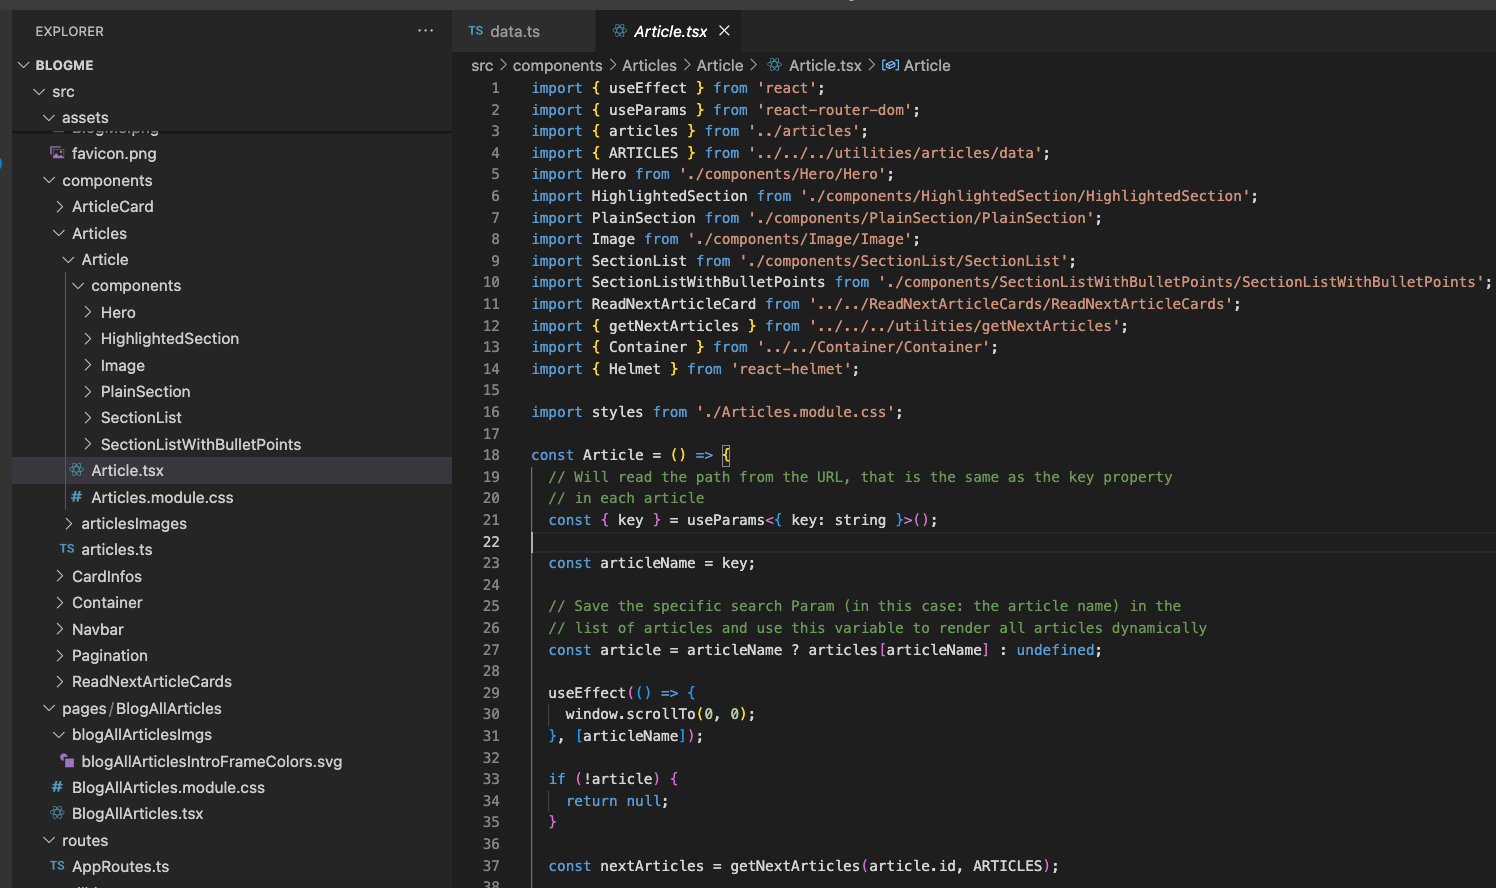 EXPLORER
BLOGME
src
assets
favicon.png
components
ArticleCard
Articles
Article
components
Hero
HighlightedSection
Image
PlainSection
SectionList
SectionListWithBulletPoints
Article.tsx
# Articles.module.css
articlesImages
TS articles.ts
CardInfos
Container
Navbar
Pagination
ReadNextArticleCards
pages / BlogAllArticles
blogAllArticlesImgs
blogAllArticlesIntroFrameColors.svg
# BlogAllArticles.module.css
BlogAllArticles.tsx
routes
TS AppRoutes.ts
TS data.ts
Article.tsx
src > components > Articles > Article > Article.tsx > Article
1 import { useEffect } from 'react';
2 import { useParams } from 'react-router-dom';
3 import { articles } from '../articles';
4 import { ARTICLES } from '../../../utilities/articles/data';
5 import Hero from './components/Hero/Hero';
6 import HighlightedSection from './components/HighlightedSection/HighlightedSection';
7 import PlainSection from './components/PlainSection/PlainSection';
8 import Image from './components/Image/Image';
9 import SectionList from './components/SectionList/SectionList';
10 import SectionListWithBulletPoints from './components/SectionListWithBulletPoints/SectionListWithBulletPoints';
11 import ReadNextArticleCard from '../../ReadNextArticleCards/ReadNextArticleCards';
12 import { getNextArticles } from '../../../utilities/getNextArticles';
13 import { Container } from '../../Container/Container';
14 import { Helmet } from 'react-helmet';
15
16 import styles from './Articles.module.css';
17
18 const Article = () => {
19 // Will read the path from the URL, that is the same as the key property
20 // in each article
21 const { key } = useParams<{ key: string }>();
22
23 const articleName = key;
24
25 // Save the specific search Param (in this case: the article name) in the
26 // list of articles and use this variable to render all articles dynamically
27 const article = articleName ? articles[articleName] : undefined;
28
29 useEffect(() => {
30 window.scrollTo(0, 0);
31 }, [articleName]);
32
33 if (!article) {
34 return null;
35 }
36
37 const nextArticles = getNextArticles(article.id, ARTICLES);
38